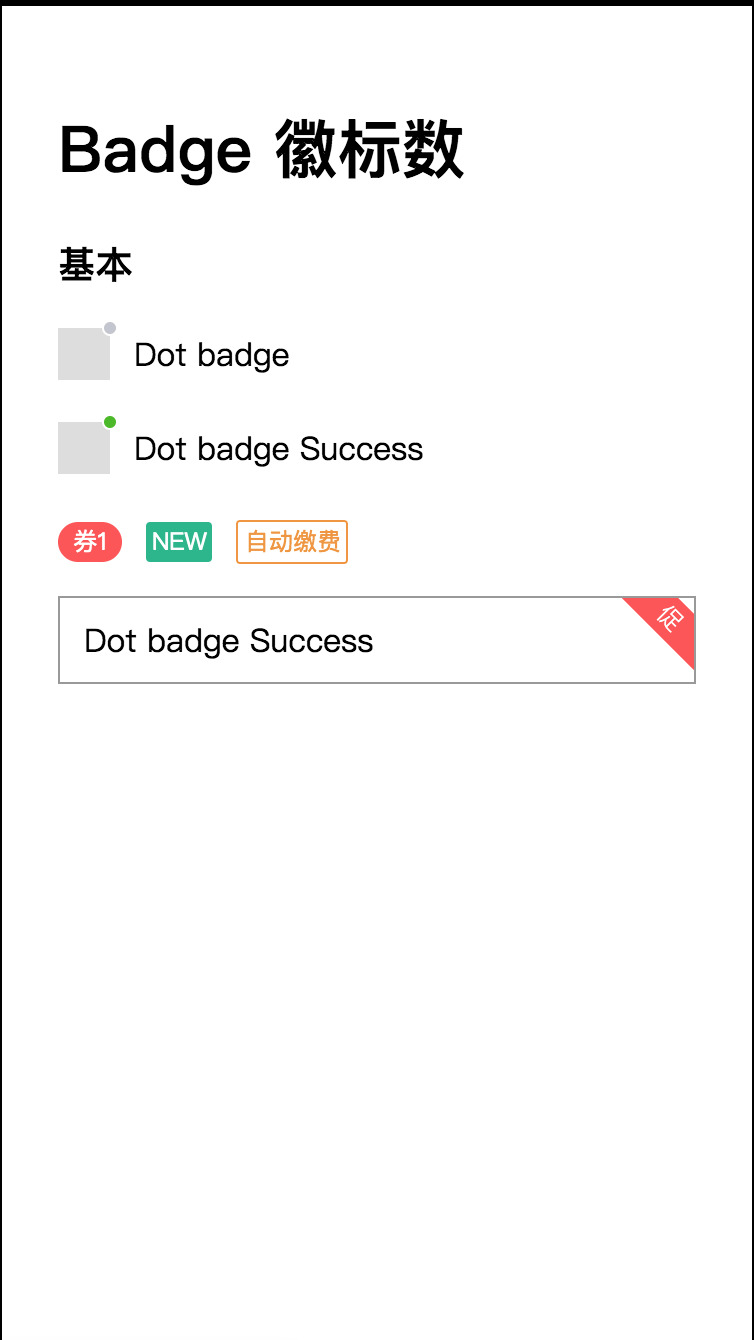 Badge 徽标数
基本
Dot badge
Dot badge Success
券1 NEW 自动缴费
Dot badge Success 促